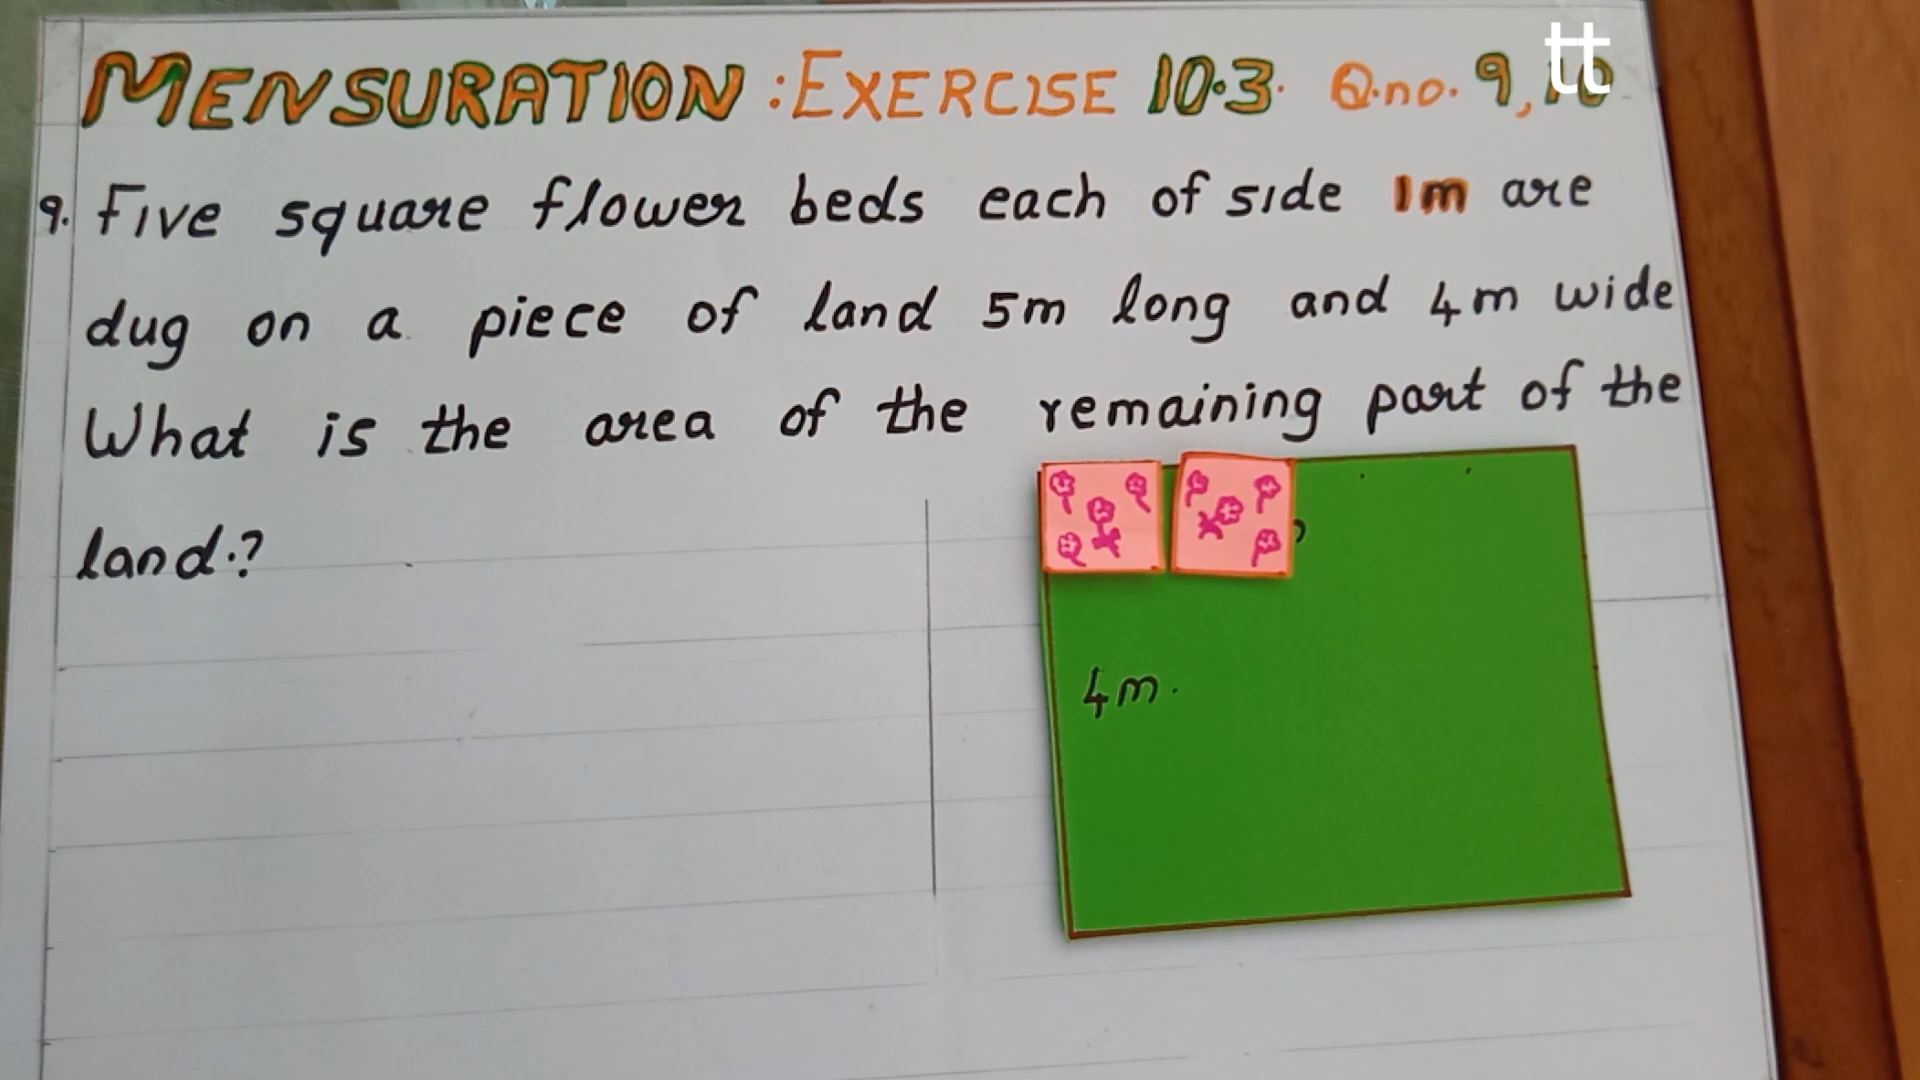 MENSURATION : EXERCISE 10.3. Q.no. 9, 10
tt
9. Five square flower beds each of side 1m are
dug on a piece of land 5m long and 4m wide
What is the area of the remaining part of the
land.?
4m.